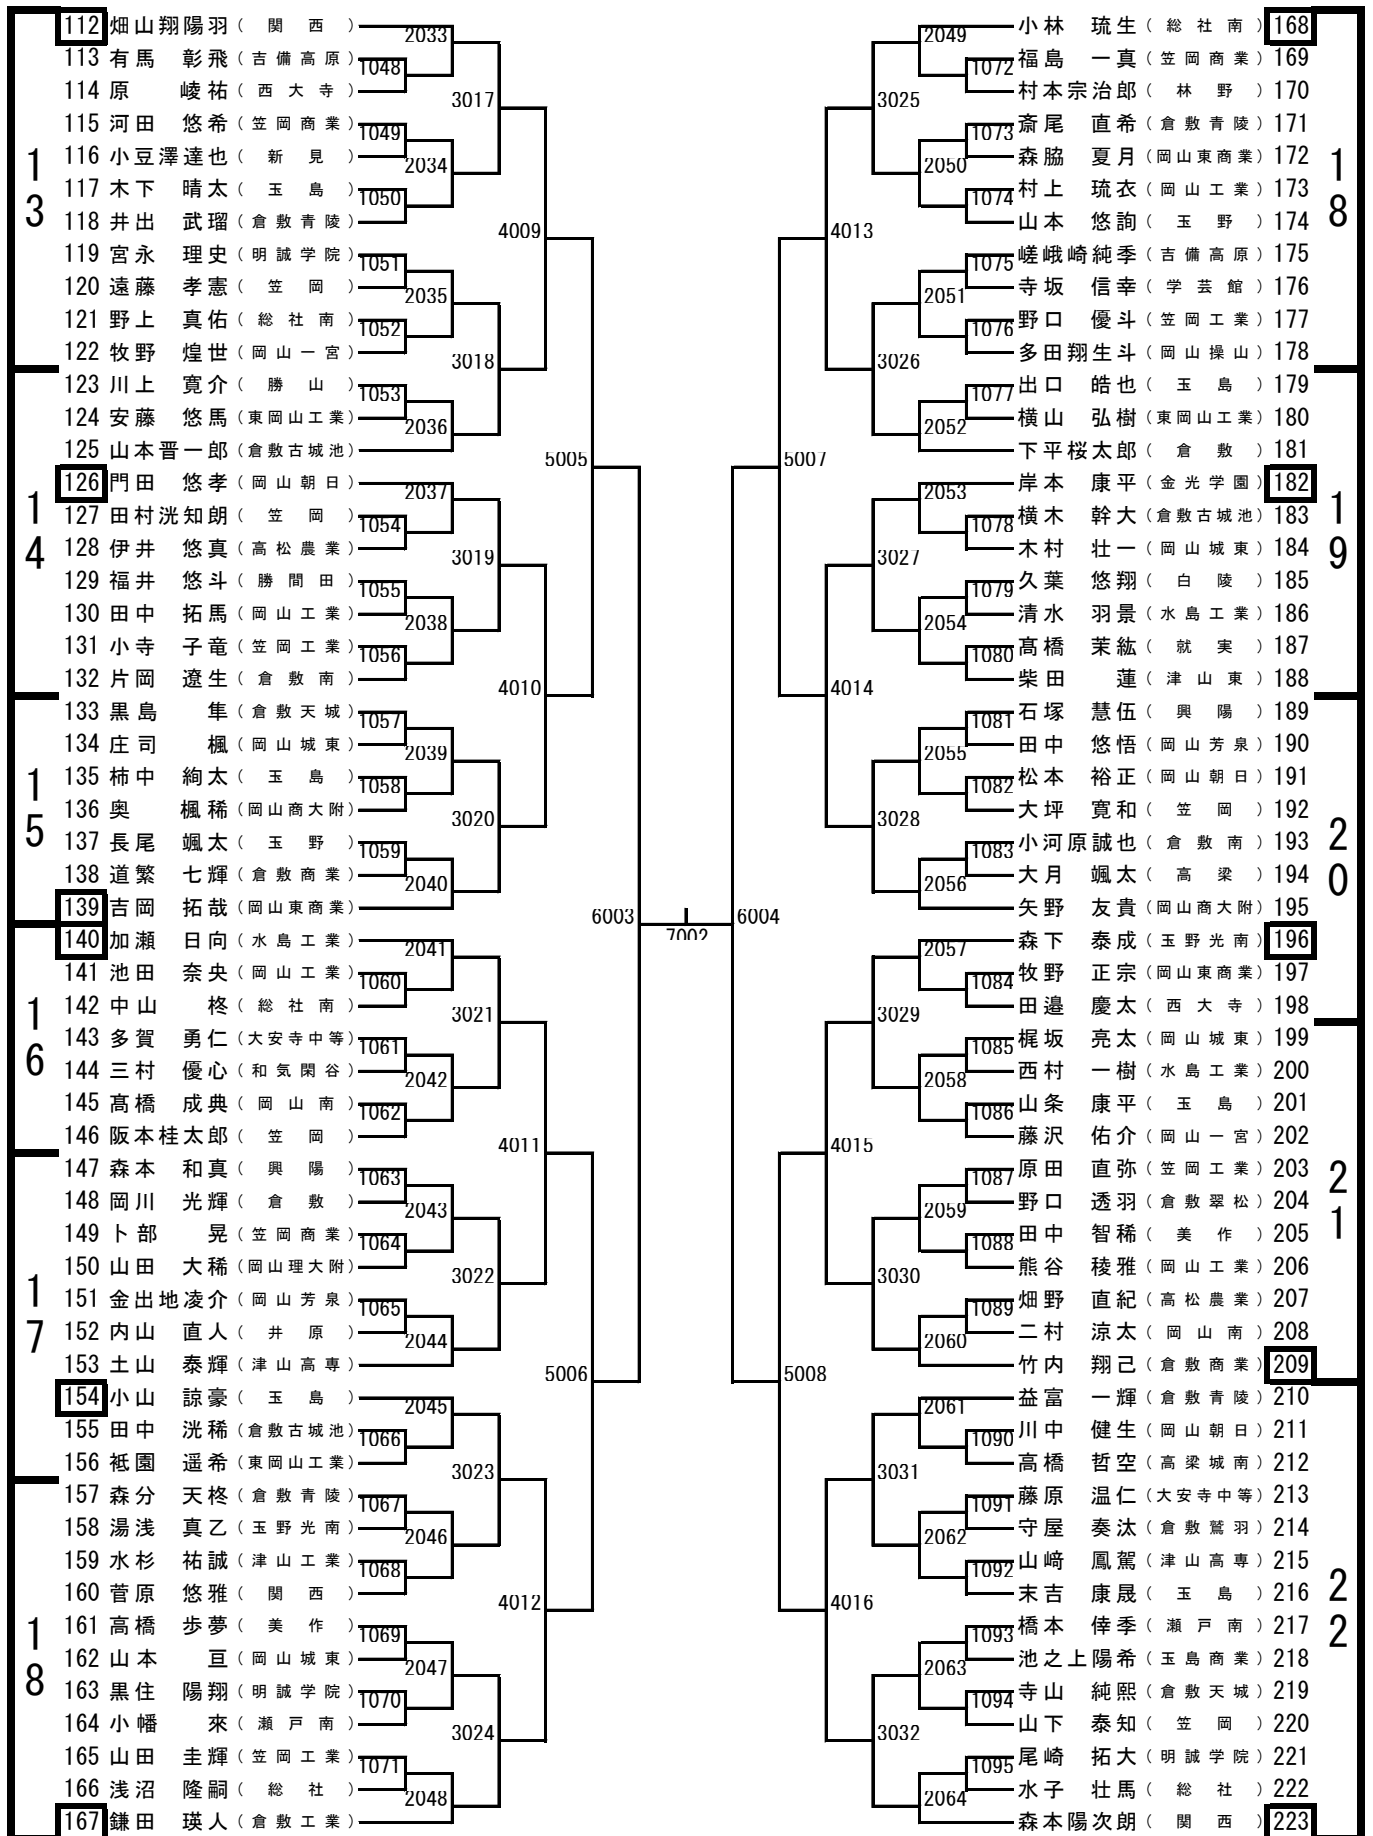 112 畑山翔陽羽 (関西)
113 有馬 彰飛 (吉備高原)
114 原 崚祐 (西大寺)
115 河田 悠希 (笠岡商業)
116 小豆澤達也 (新見)
117 木下 晴太 (玉島)
118 井出 武瑠 (倉敷青陵)
119 宮永 理史 (明誠学院)
120 遠藤 孝憲 (笠岡)
121 野上 真佑 (総社南)
122 牧野 煌世 (岡山一宮)
123 川上 寛介 (勝山)
124 安藤 悠馬 (東岡山工業)
125 山本晋一郎 (倉敷古城池)
126 門田 悠孝 (岡山朝日)
127 田村洸知朗 (笠岡)
128 伊井 悠真 (高松農業)
129 福井 悠斗 (勝間田)
130 田中 拓馬 (岡山工業)
131 小寺 子竜 (笠岡工業)
132 片岡 遼生 (倉敷南)
133 黒島 隼 (倉敷天城)
134 庄司 楓 (岡山城東)
135 柿中 絢太 (玉島)
136 奥 楓稀 (岡山商大附)
137 長尾 颯太 (玉野)
138 道繁 七輝 (倉敷商業)
139 吉岡 拓哉 (岡山東商業)
140 加瀬 日向 (水島工業)
141 池田 奈央 (岡山工業)
142 中山 柊 (総社南)
143 多賀 勇仁 (大安寺中等)
144 三村 優心 (和気閑谷)
145 髙橋 成典 (岡山南)
146 阪本桂太郎 (笠岡)
147 森本 和真 (興陽)
148 岡川 光輝 (倉敷)
149 卜部 晃 (笠岡商業)
150 山田 大稀 (岡山理大附)
151 金出地凌介 (岡山芳泉)
152 内山 直人 (井原)
153 土山 泰輝 (津山高専)
154 小山 諒豪 (玉島)
155 田中 洸稀 (倉敷古城池)
156 祗園 遥希 (東岡山工業)
157 森分 天柊 (倉敷青陵)
158 湯浅 真乙 (玉野光南)
159 水杉 祐誠 (津山工業)
160 菅原 悠雅 (関西)
161 高橋 歩夢 (美作)
162 山本 亘 (岡山城東)
163 黒住 陽翔 (明誠学院)
164 小幡 來 (瀬戸南)
165 山田 圭輝 (笠岡工業)
166 浅沼 隆嗣 (総社)
167 鎌田 瑛人 (倉敷工業)
13
14
15
16
17
18
1048
1049
1050
1051
1052
1053
1054
1055
1056
1057
1058
1059
1060
1061
1062
1063
1064
1065
1066
1067
1068
1069
1070
1071
2033
2034
2035
2036
2037
2038
2039
2040
2041
2042
2043
2044
2045
2046
2047
2048
3017
3018
3019
3020
3021
3022
3023
3024
4009
4010
4011
4012
5005
5006
6003
7002
6004
5007
5008
4013
4014
4015
4016
3025
3026
3027
3028
3029
3030
3031
3032
2049
2050
2051
2052
2053
2054
2055
2056
2057
2058
2059
2060
2061
2062
2063
2064
1072
1073
1074
1075
1076
1077
1078
1079
1080
1081
1082
1083
1084
1085
1086
1087
1088
1089
1090
1091
1092
1093
1094
1095
小林 琉生 (総社南) 168
福島 一真 (笠岡商業) 169
村本宗治郎 (林野) 170
斎尾 直希 (倉敷青陵) 171
森脇 夏月 (岡山東商業) 172
村上 琉衣 (岡山工業) 173
山本 悠詢 (玉野) 174
嵯峨崎純季 (吉備高原) 175
寺坂 信幸 (学芸館) 176
野口 優斗 (笠岡工業) 177
多田翔生斗 (岡山操山) 178
出口 皓也 (玉島) 179
横山 弘樹 (東岡山工業) 180
下平桜太郎 (倉敷) 181
岸本 康平 (金光学園) 182
横木 幹大 (倉敷古城池) 183
木村 壮一 (岡山城東) 184
久葉 悠翔 (白陵) 185
清水 羽景 (水島工業) 186
髙橋 茉紘 (就実) 187
柴田 蓮 (津山東) 188
石塚 慧伍 (興陽) 189
田中 悠悟 (岡山芳泉) 190
松本 裕正 (岡山朝日) 191
大坪 寛和 (笠岡) 192
小河原誠也 (倉敷南) 193
大月 颯太 (高梁) 194
矢野 友貴 (岡山商大附) 195
森下 泰成 (玉野光南) 196
牧野 正宗 (岡山東商業) 197
田邉 慶太 (西大寺) 198
梶坂 亮太 (岡山城東) 199
西村 一樹 (水島工業) 200
山条 康平 (玉島) 201
藤沢 佑介 (岡山一宮) 202
原田 直弥 (笠岡工業) 203
野口 透羽 (倉敷翠松) 204
田中 智稀 (美作) 205
熊谷 稜雅 (岡山工業) 206
畑野 直紀 (高松農業) 207
二村 涼太 (岡山南) 208
竹内 翔己 (倉敷商業) 209
益富 一輝 (倉敷青陵) 210
川中 健生 (岡山朝日) 211
高橋 哲空 (高梁城南) 212
藤原 温仁 (大安寺中等) 213
守屋 奏汰 (倉敷鷲羽) 214
山﨑 鳳駕 (津山高専) 215
末吉 康晟 (玉島) 216
橋本 倖季 (瀬戸南) 217
池之上陽希 (玉島商業) 218
寺山 純熙 (倉敷天城) 219
山下 泰知 (笠岡) 220
尾崎 拓大 (明誠学院) 221
水子 壮馬 (総社) 222
森本陽次朗 (関西) 223
18
19
20
21
22